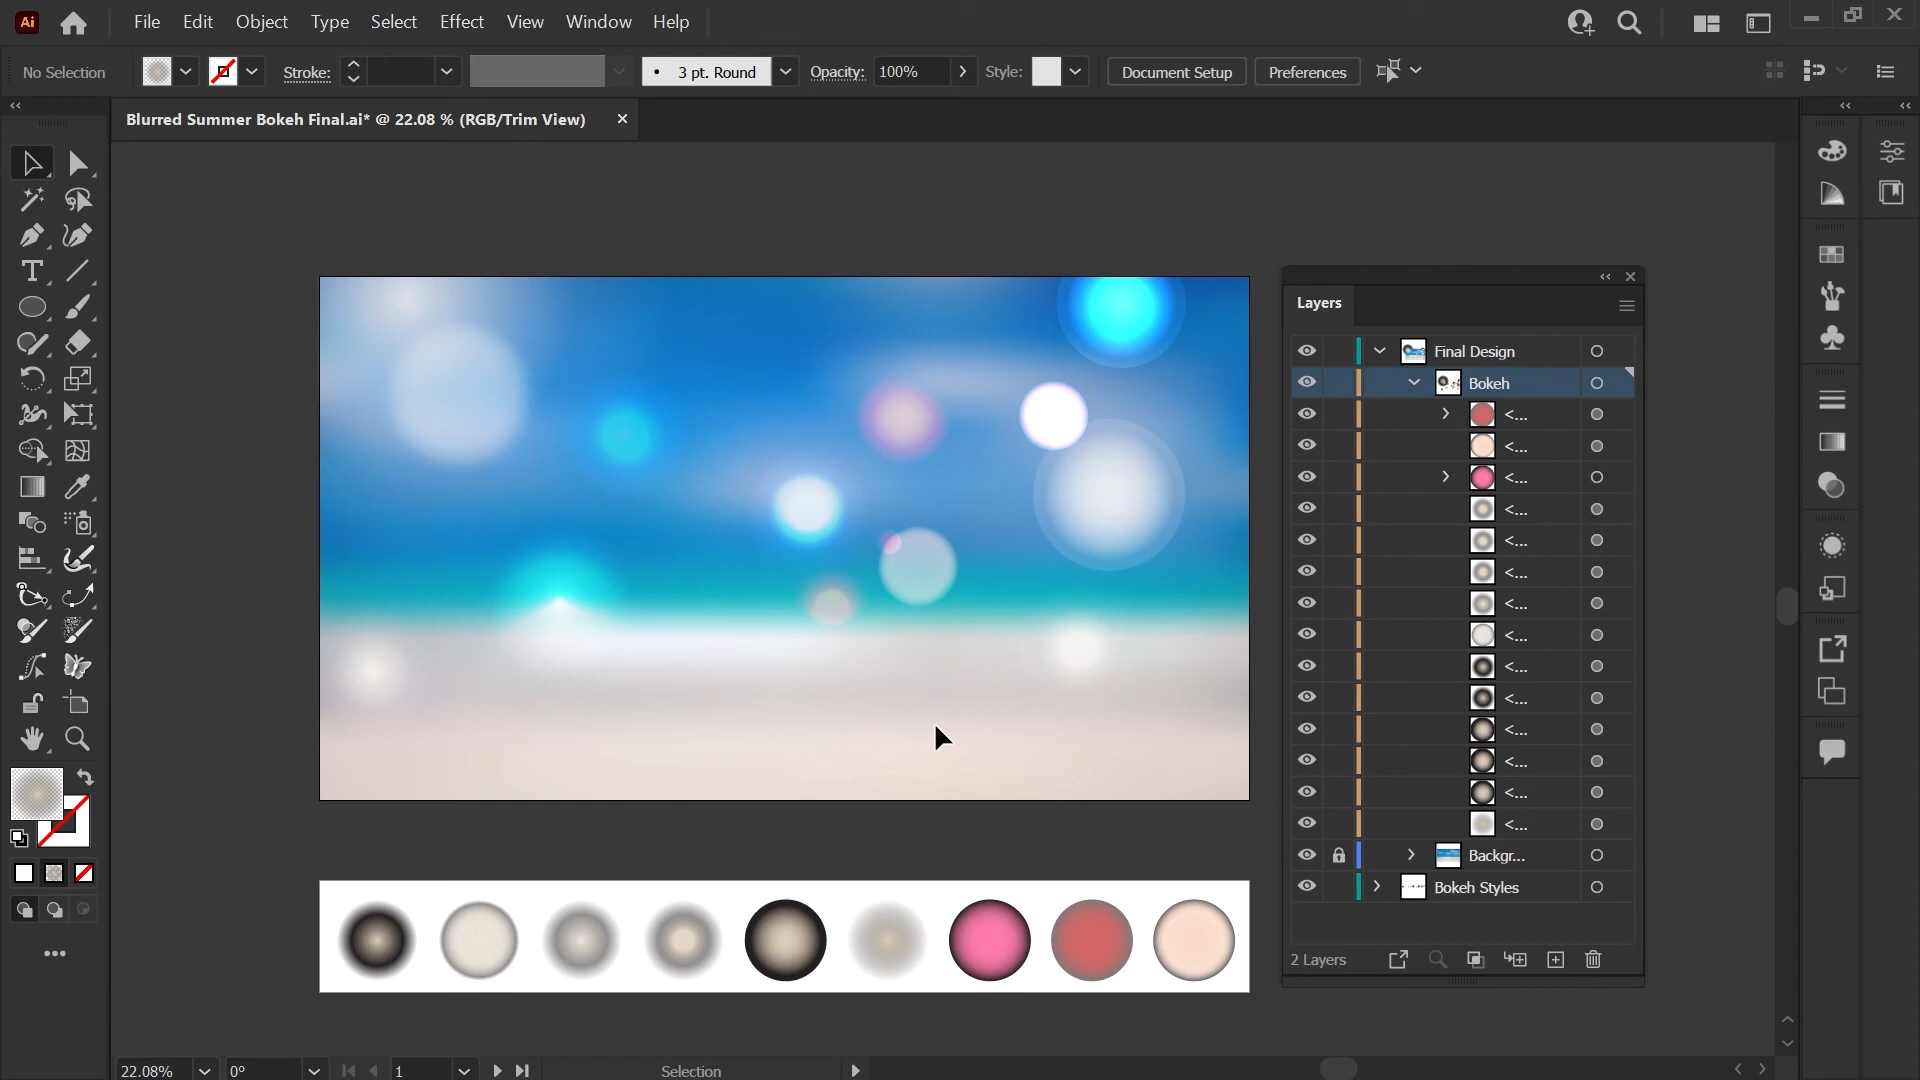 Ai File Edit Object Type Select Effect View Window Help
No Selection Stroke: 3 pt. Round Opacity: 100% Style: Document Setup Preferences
Blurred Summer Bokeh Final.ai* @ 22.08 % (RGB/Trim View)
Layers
Final Design
Bokeh
<...
<...
<...
<...
<...
<...
<...
<...
<...
<...
<...
<...
<...
<...
Backgr...
Bokeh Styles
2 Layers
22.08% 0° 1 Selection